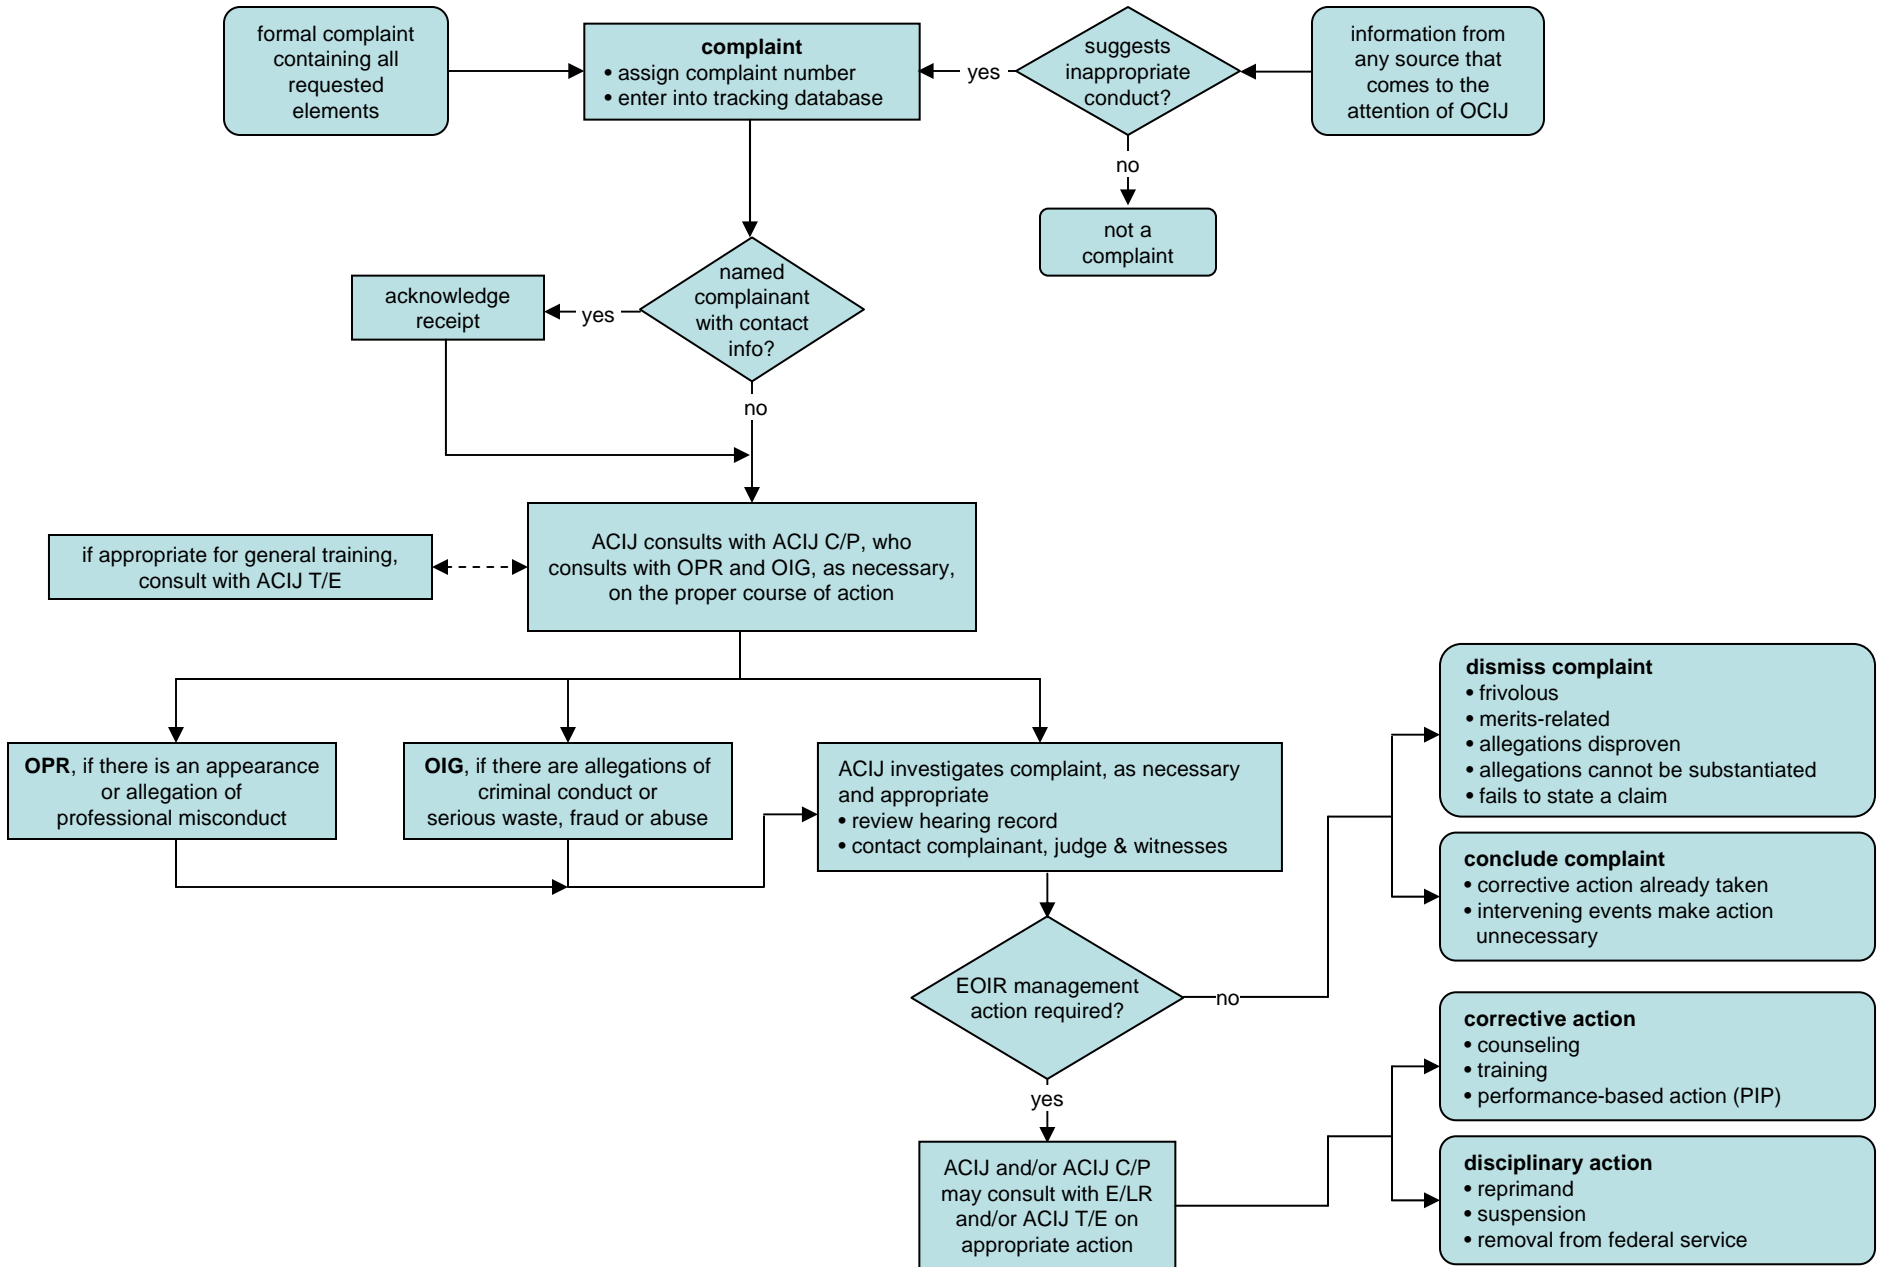 formal complaint
containing all
requested
elements
complaint
• assign complaint number
• enter into tracking database
yes
suggests
inappropriate
conduct?
information from
any source that
comes to the
attention of OCIJ
no
not a
complaint
named
complainant
with contact
info?
yes
acknowledge
receipt
no
if appropriate for general training,
consult with ACIJ T/E
ACIJ consults with ACIJ C/P, who
consults with OPR and OIG, as necessary,
on the proper course of action
OPR, if there is an appearance
or allegation of
professional misconduct
OIG, if there are allegations of
criminal conduct or
serious waste, fraud or abuse
ACIJ investigates complaint, as necessary
and appropriate
• review hearing record
• contact complainant, judge & witnesses
dismiss complaint
• frivolous
• merits-related
• allegations disproven
• allegations cannot be substantiated
• fails to state a claim
conclude complaint
• corrective action already taken
• intervening events make action
unnecessary
EOIR management
action required?
no
yes
corrective action
• counseling
• training
• performance-based action (PIP)
ACIJ and/or ACIJ C/P
may consult with E/LR
and/or ACIJ T/E on
appropriate action
disciplinary action
• reprimand
• suspension
• removal from federal service